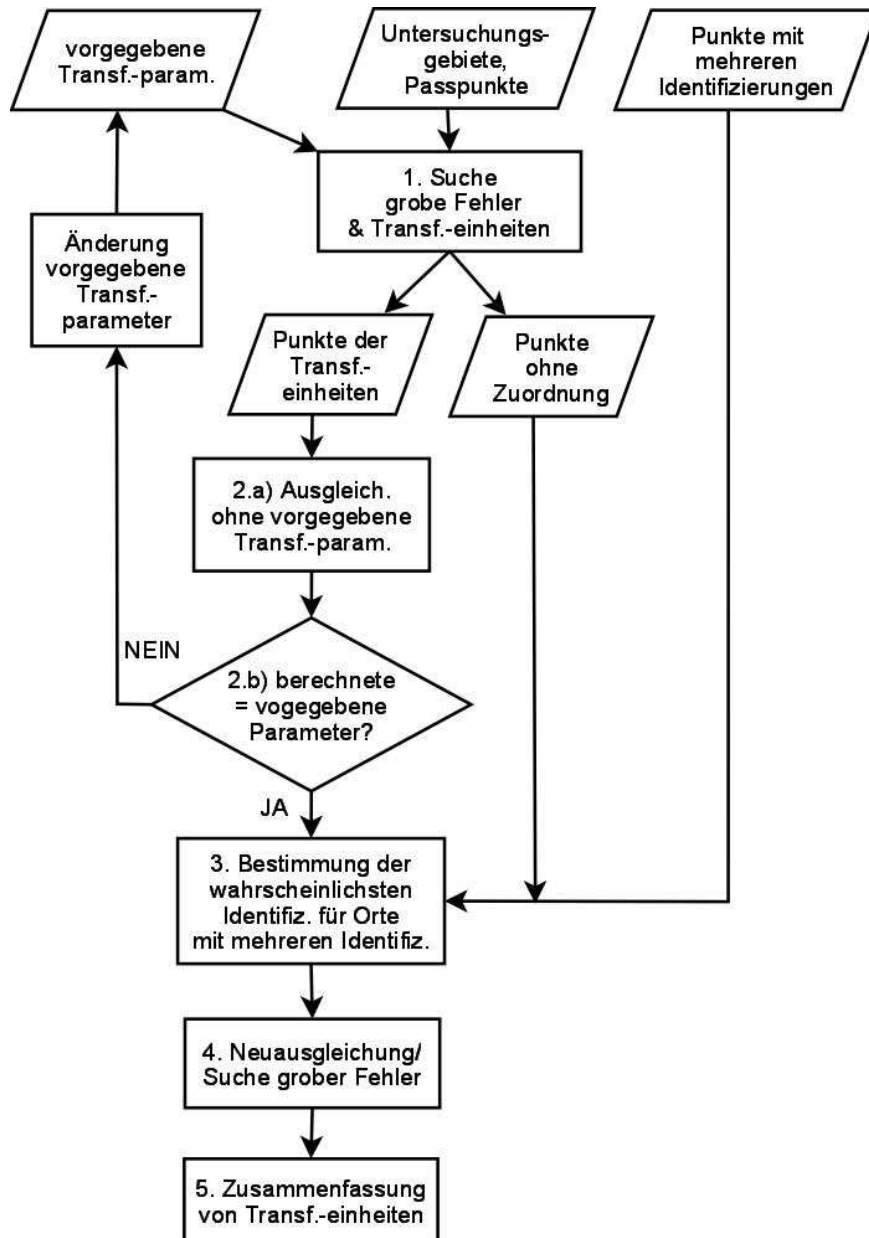 vorgegebene
Transf.-param.
Untersuchungs-
gebiete,
Passpunkte
Punkte mit
mehreren
Identifizierungen
1. Suche
grobe Fehler
& Transf.-einheiten
Änderung
vorgegebene
Transf.-
parameter
Punkte der
Transf.-
einheiten
Punkte
ohne
Zuordnung
2.a) Ausgleich.
ohne vorgegebene
Transf.-param.
NEIN
2.b) berechnete
= vogegebene
Parameter?
JA
3. Bestimmung der
wahrscheinlichsten
Identifiz. für Orte
mit mehreren Identifiz.
4. Neuausgleichung/
Suche grober Fehler
5. Zusammenfassung
von Transf.-einheiten